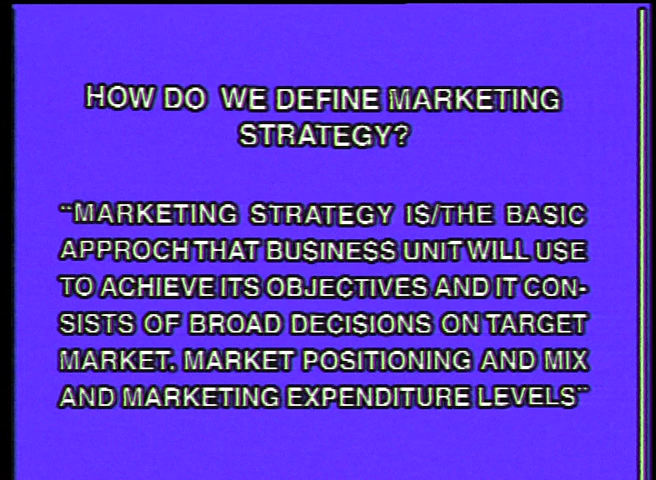 HOW DO WE DEFINE MARKETING
STRATEGY?
¨MARKETING STRATEGY IS/THE BASIC
APPROCH THAT BUSINESS UNIT WILL USE
TO ACHIEVE ITS OBJECTIVES AND IT CON-
SISTS OF BROAD DECISIONS ON TARGET
MARKET. MARKET POSITIONING AND MIX
AND MARKETING EXPENDITURE LEVELS¨